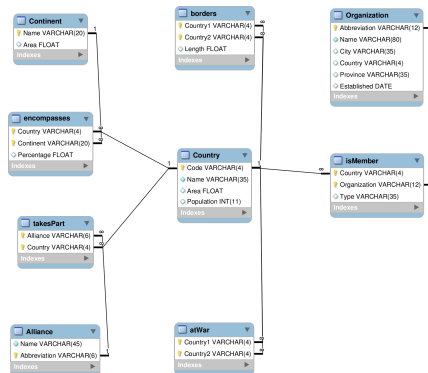 Continent
Name VARCHAR(20)
Area FLOAT
Indexes
borders
Country1 VARCHAR(4)
Country2 VARCHAR(4)
Length FLOAT
Indexes
Organization
Abbreviation VARCHAR(12)
Name VARCHAR(80)
City VARCHAR(35)
Country VARCHAR(4)
Province VARCHAR(35)
Established DATE
Indexes
encompasses
Country VARCHAR(4)
Continent VARCHAR(20)
Percentage FLOAT
Indexes
Country
Code VARCHAR(4)
Name VARCHAR(35)
Area FLOAT
Population INT(11)
Indexes
isMember
Country VARCHAR(4)
Organization VARCHAR(12)
Type VARCHAR(35)
Indexes
takesPart
Alliance VARCHAR(6)
Country VARCHAR(4)
Indexes
Alliance
Name VARCHAR(45)
Abbreviation VARCHAR(6)
Indexes
atWar
Country1 VARCHAR(4)
Country2 VARCHAR(4)
Indexes
1
1
1
1
∞
∞
∞
∞
∞
∞
∞
∞
∞